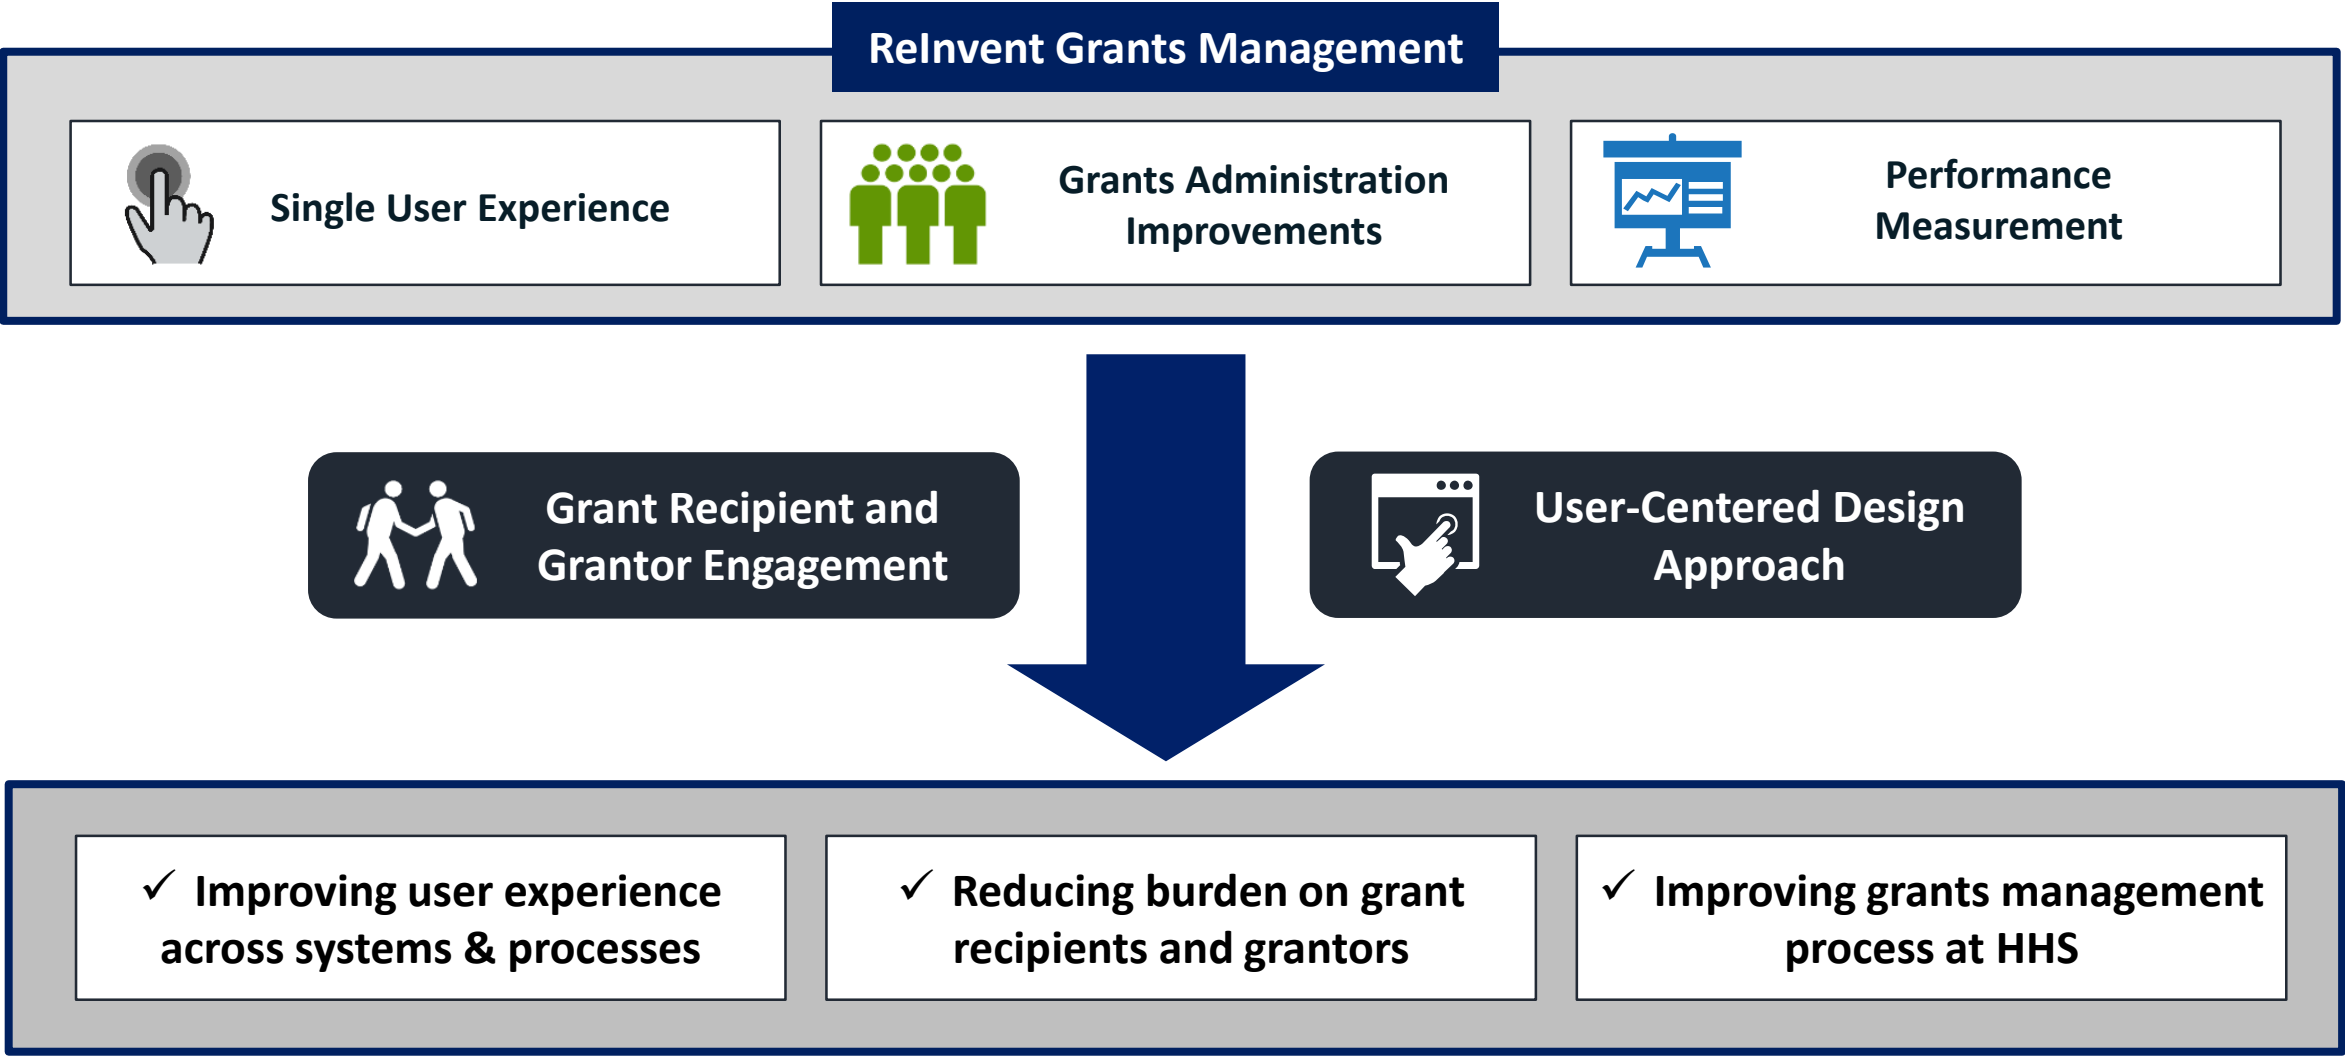 ReInvent Grants Management
Single User Experience
Grants Administration
Improvements
Performance
Measurement
Grant Recipient and
Grantor Engagement
User-Centered Design
Approach
✓ Improving user experience
across systems & processes
✓ Reducing burden on grant
recipients and grantors
✓ Improving grants management
process at HHS